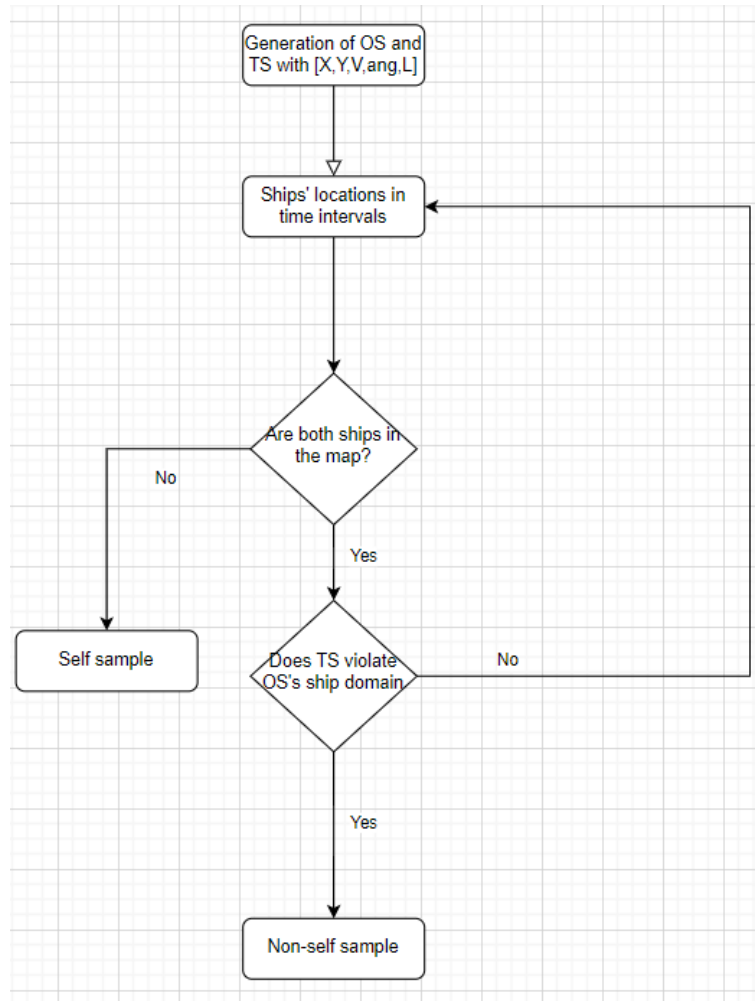 Generation of OS and
TS with [X,Y,V,ang,L]
Ships' locations in
time intervals
Are both ships in
the map?
No
Yes
Self sample
Does TS violate
OS's ship domain
No
Yes
Non-self sample